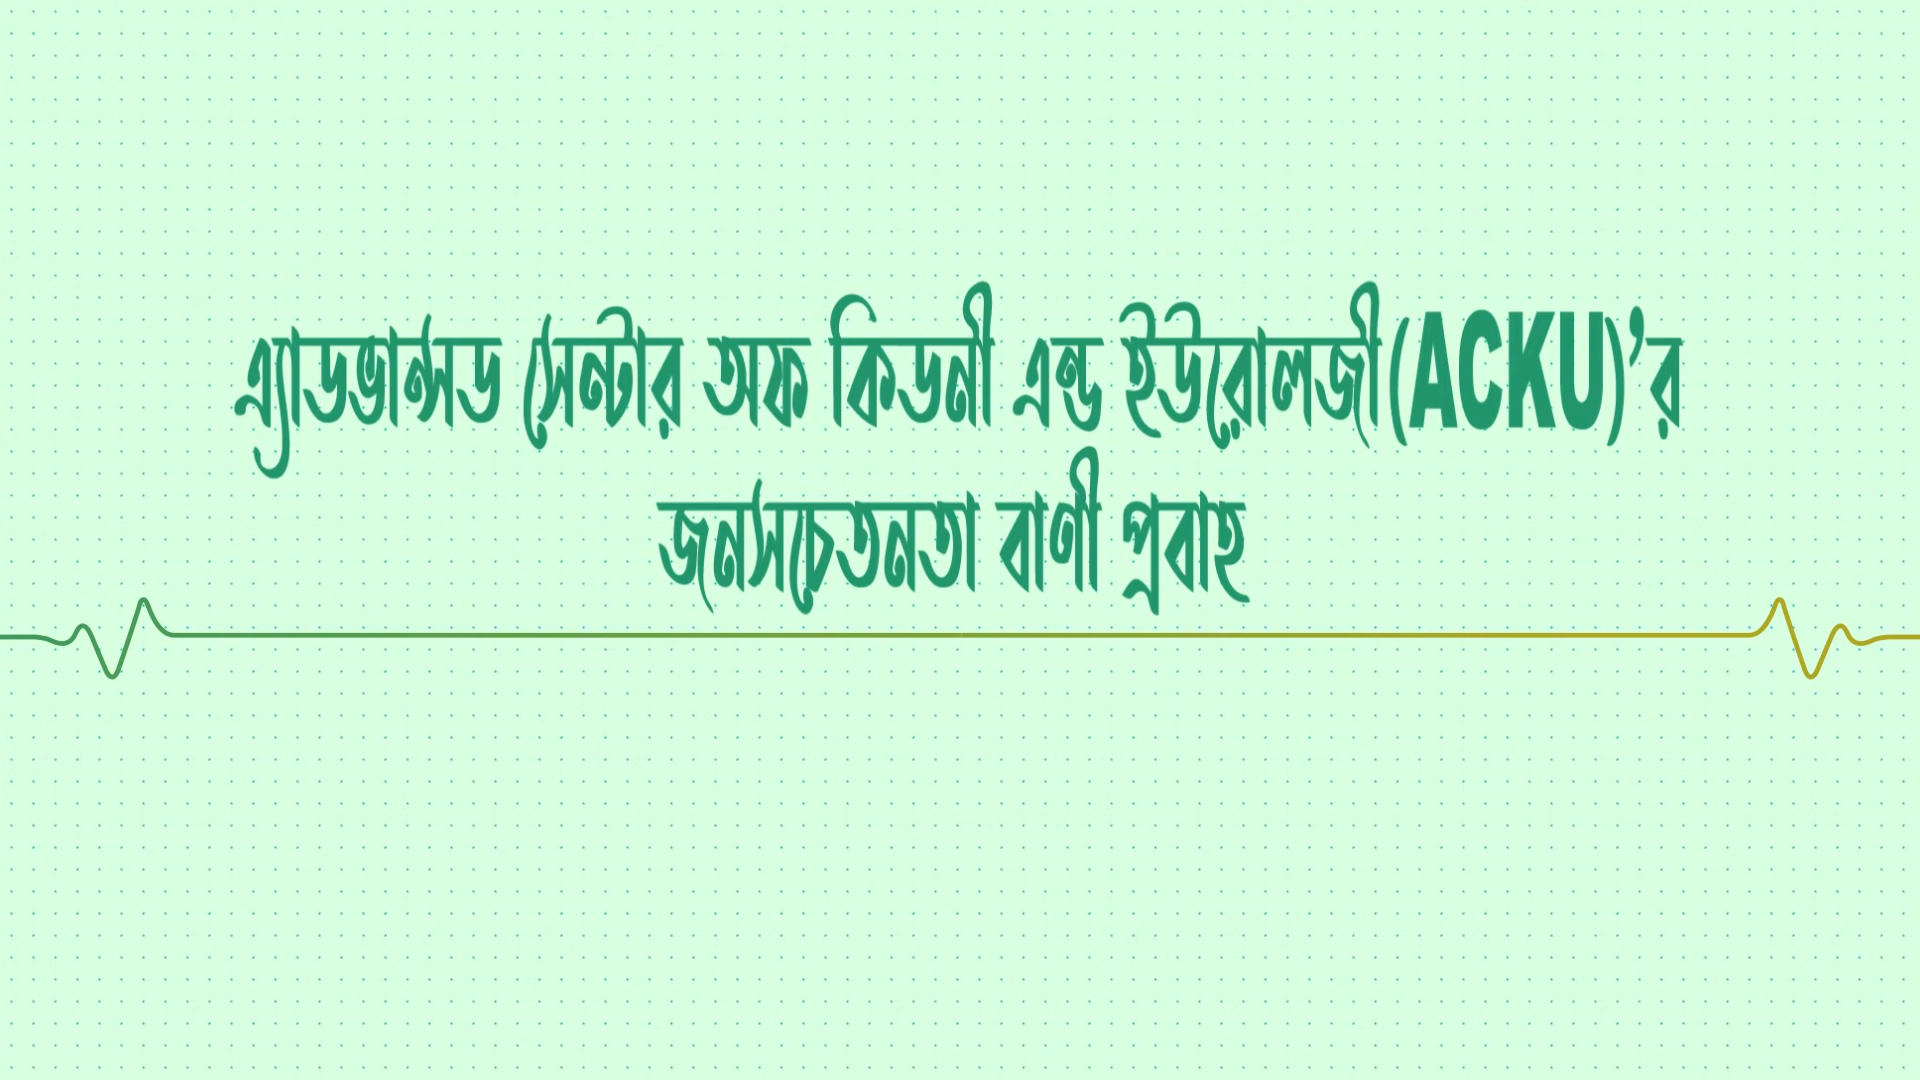 এ্যাডভান্সড সেন্টার অফ কিডনী এন্ড ইউরোলজী(ACKU)’র
জনসচেতনতা বাণী প্রবাহ